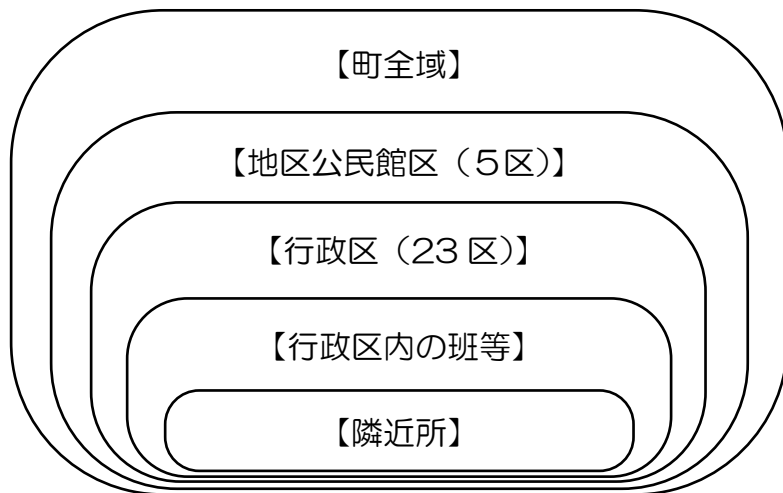 【町全域】
【地区公民館区（５区）】
【行政区（23 区）】
【行政区内の班等】
【隣近所】